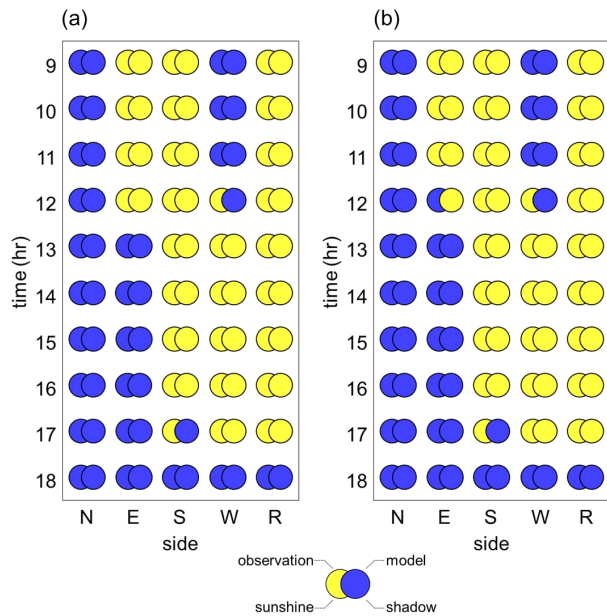 (a)
(b)
time (hr)
9
10
11
12
13
14
15
16
17
18
N E S W R
side
time (hr)
9
10
11
12
13
14
15
16
17
18
N E S W R
side
observation
model
sunshine
shadow